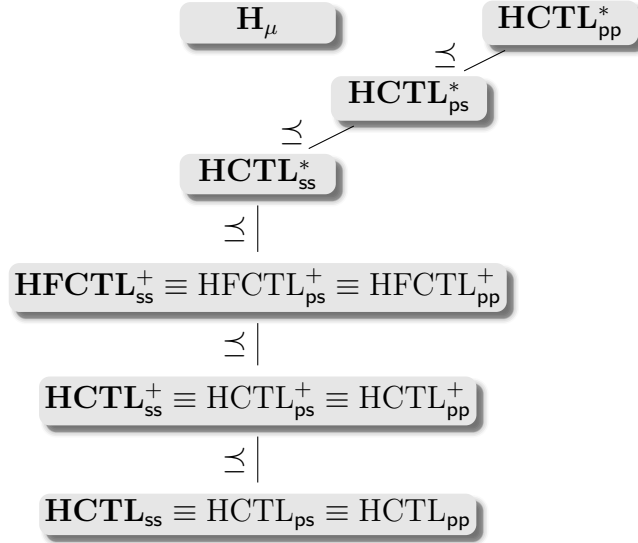 H_μ HCTL*_pp
⪯
HCTL*_ps
⪯
HCTL*_ss
⪯
HFCTL⁺_ss ≡ HFCTL⁺_ps ≡ HFCTL⁺_pp
⪯
HCTL⁺_ss ≡ HCTL⁺_ps ≡ HCTL⁺_pp
⪯
HCTL_ss ≡ HCTL_ps ≡ HCTL_pp